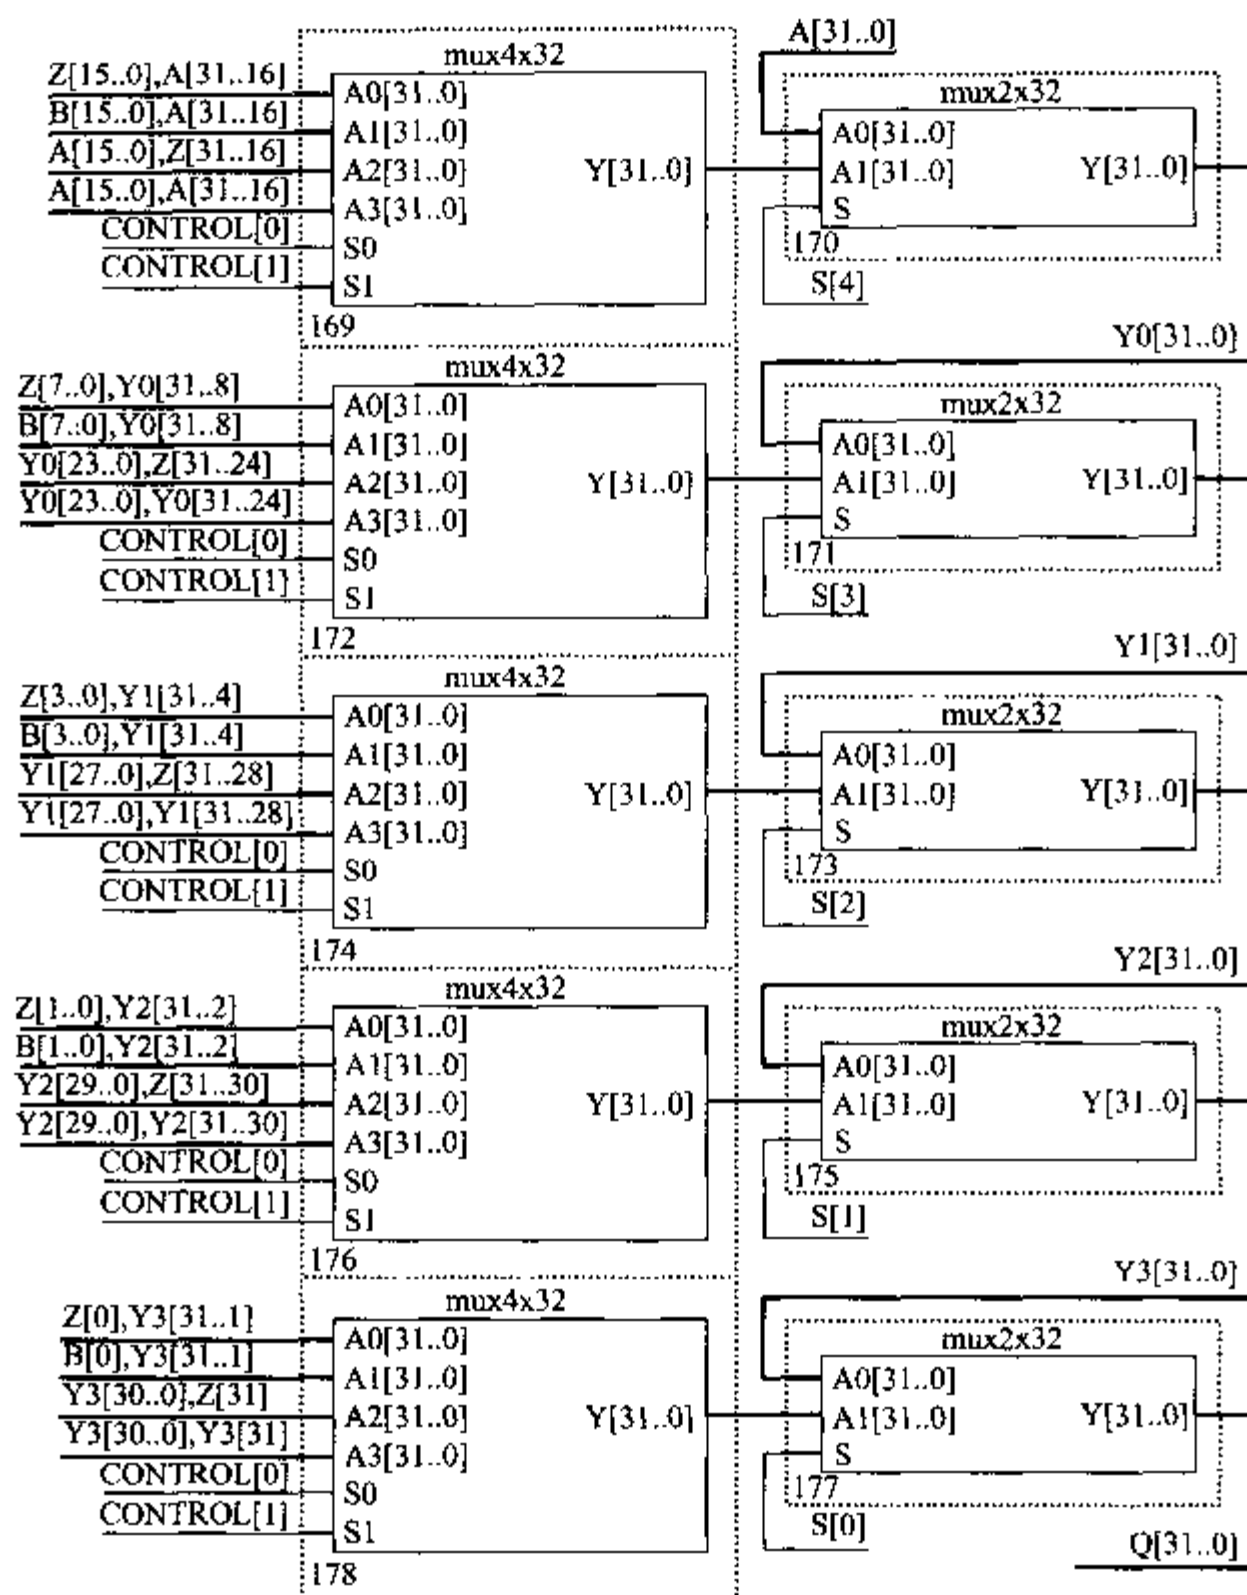 A[31..0]
mux4x32
Z[15..0],A[31..16]
A0[31..0]
mux2x32
B[15..0],A[31..16]
A1[31..0]
A0[31..0]
A[15..0],Z[31..16]
A2[31..0]
Y[31..0]
A1[31..0]
Y[31..0]
A[15..0],A[31..16]
A3[31..0]
S
CONTROL[0]
S0
170
CONTROL[1]
S1
S[4]
169
Y0[31..0]
mux4x32
Z[7..0],Y0[31..8]
A0[31..0]
mux2x32
B[7..0],Y0[31..8]
A1[31..0]
A0[31..0]
Y0[23..0],Z[31..24]
A2[31..0]
Y[31..0]
A1[31..0]
Y[31..0]
Y0[23..0],Y0[31..24]
A3[31..0]
S
CONTROL[0]
S0
171
CONTROL[1]
S1
S[3]
172
Y1[31..0]
mux4x32
Z[3..0],Y1[31..4]
A0[31..0]
mux2x32
B[3..0],Y1[31..4]
A1[31..0]
A0[31..0]
Y1[27..0],Z[31..28]
A2[31..0]
Y[31..0]
A1[31..0]
Y[31..0]
Y1[27..0],Y1[31..28]
A3[31..0]
S
CONTROL[0]
S0
173
CONTROL[1]
S1
S[2]
174
Y2[31..0]
mux4x32
Z[1..0],Y2[31..2]
A0[31..0]
mux2x32
B[1..0],Y2[31..2]
A1[31..0]
A0[31..0]
Y2[29..0],Z[31..30]
A2[31..0]
Y[31..0]
A1[31..0]
Y[31..0]
Y2[29..0],Y2[31..30]
A3[31..0]
S
CONTROL[0]
S0
175
CONTROL[1]
S1
S[1]
176
Y3[31..0]
mux4x32
Z[0],Y3[31..1]
A0[31..0]
mux2x32
B[0],Y3[31..1]
A1[31..0]
A0[31..0]
Y3[30..0],Z[31]
A2[31..0]
Y[31..0]
A1[31..0]
Y[31..0]
Y3[30..0],Y3[31]
A3[31..0]
S
CONTROL[0]
S0
177
CONTROL[1]
S1
S[0]
Q[31..0]
178